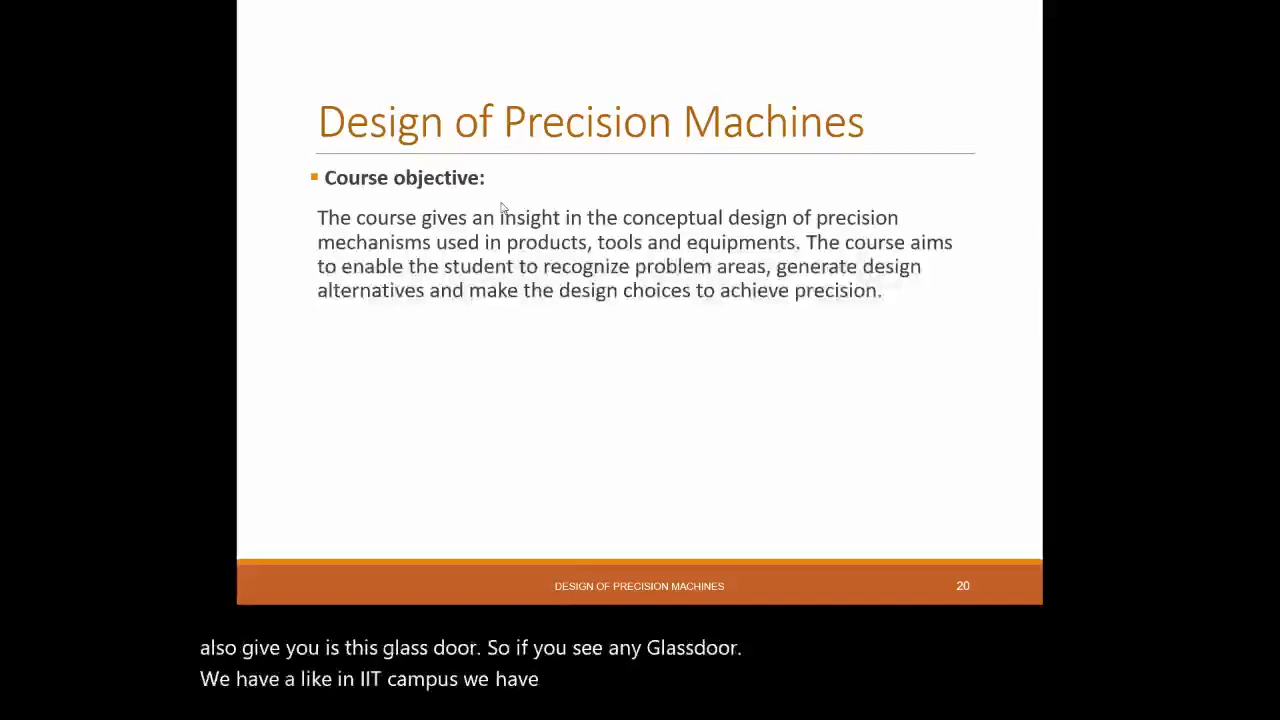 Design of Precision Machines
Course objective:
The course gives an insight in the conceptual design of precision
mechanisms used in products, tools and equipments. The course aims
to enable the student to recognize problem areas, generate design
alternatives and make the design choices to achieve precision.
DESIGN OF PRECISION MACHINES
20
also give you is this glass door. So if you see any Glassdoor.
We have a like in IIT campus we have